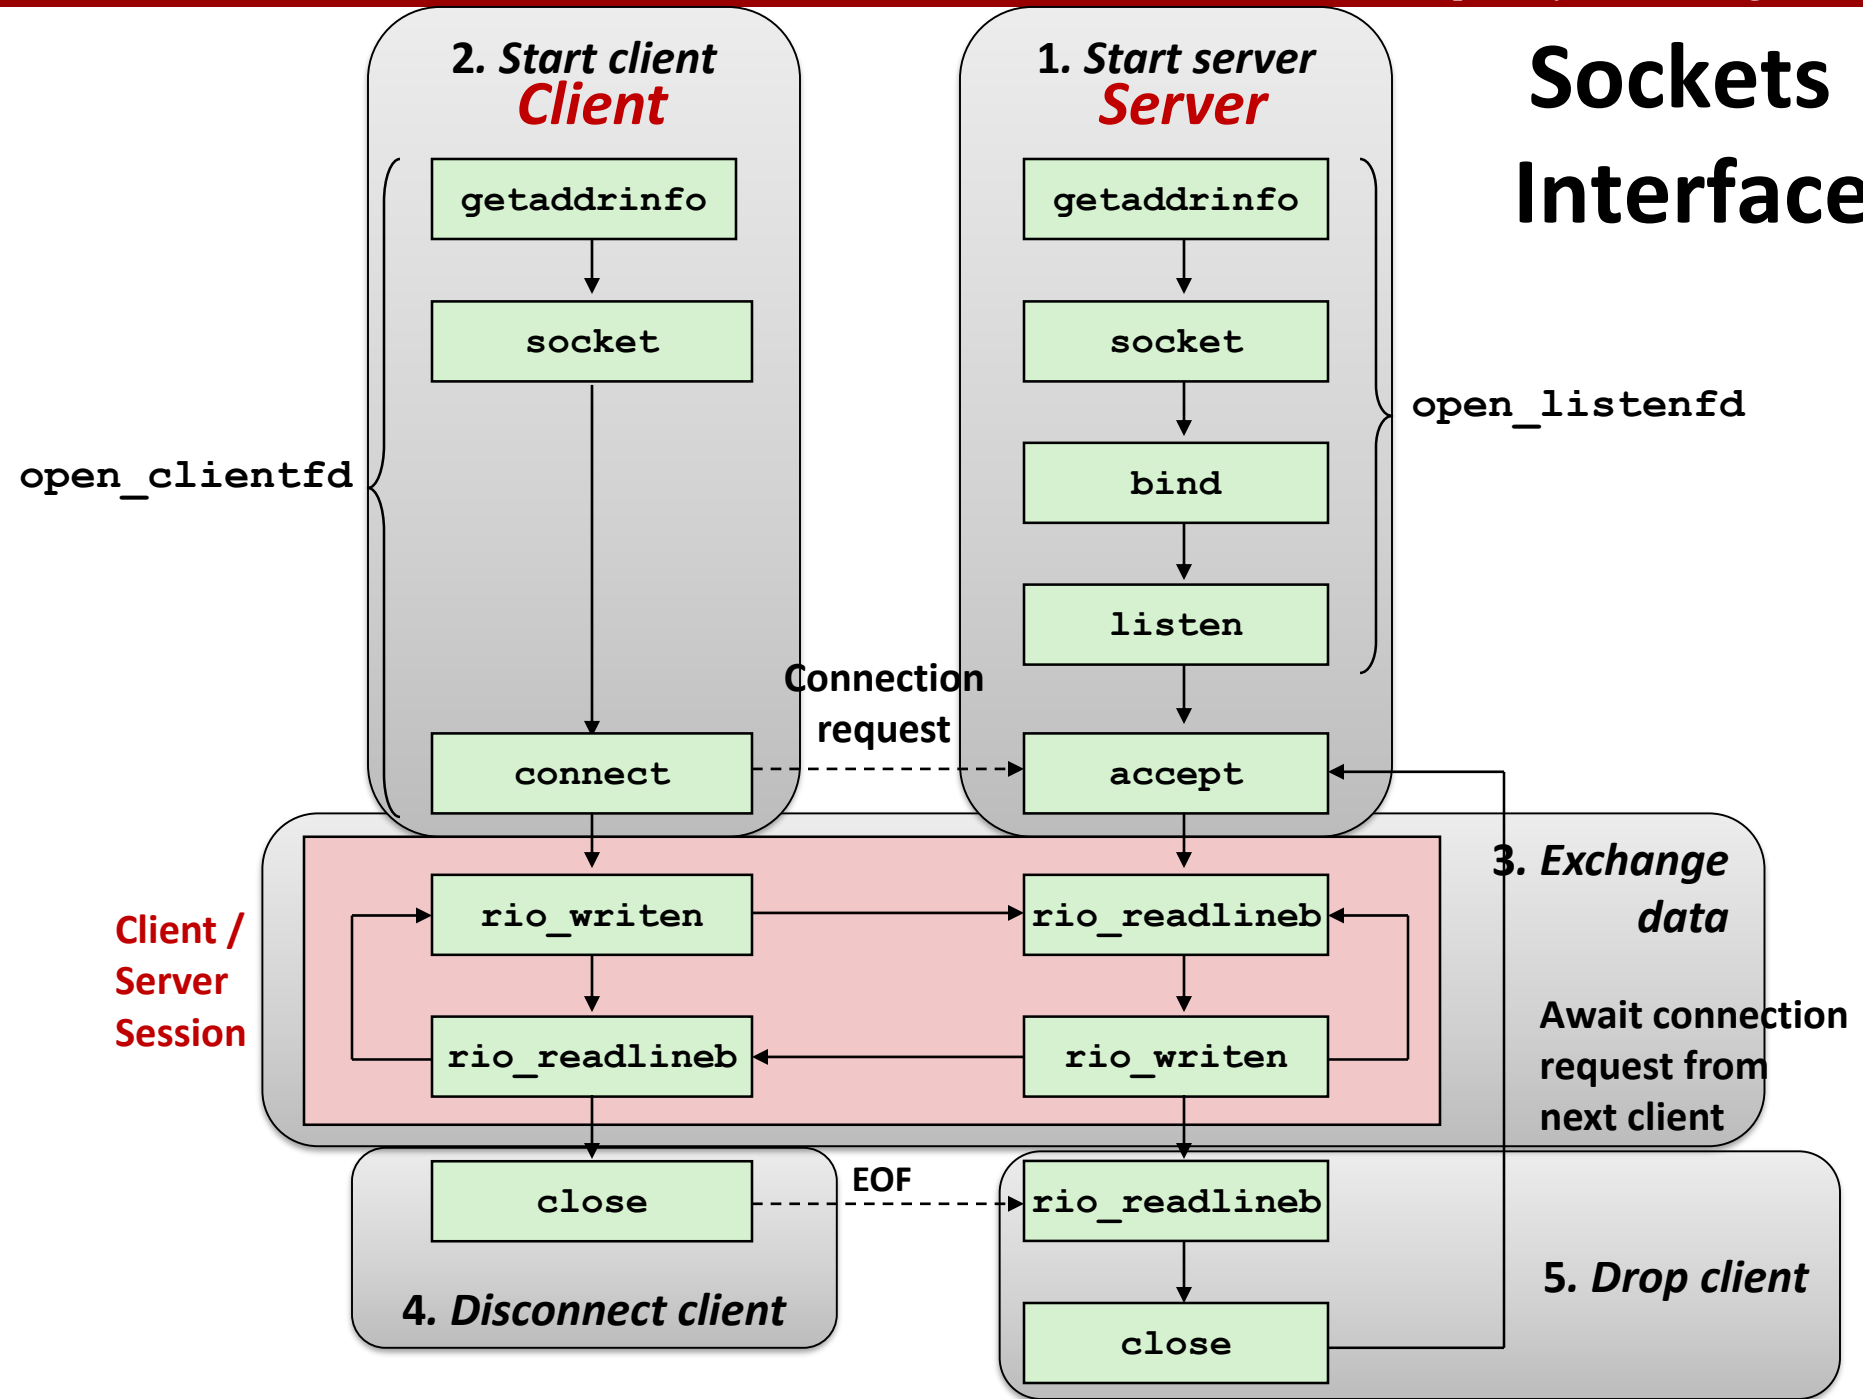 Sockets
Interface
2. Start client
Client
1. Start server
Server
getaddrinfo
getaddrinfo
socket
socket
open_clientfd
open_listenfd
bind
listen
Connection
request
connect
accept
3. Exchange
data
Client /
Server
Session
rio_writen
rio_readlineb
rio_readlineb
rio_writen
Await connection
request from
next client
close
EOF
rio_readlineb
4. Disconnect client
5. Drop client
close